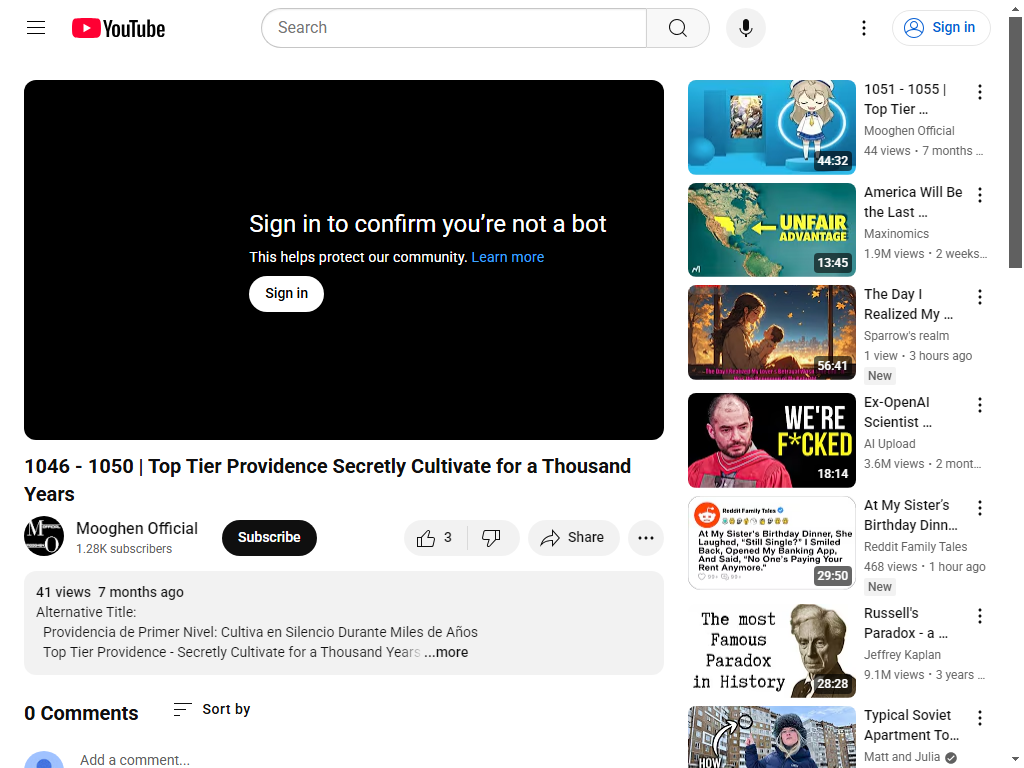 YouTube
Search
Sign in
Sign in to confirm you’re not a bot
This helps protect our community. Learn more
Sign in
1046 - 1050 | Top Tier Providence Secretly Cultivate for a Thousand
Years
Mooghen Official
1.28K subscribers
Subscribe
3
Share
41 views 7 months ago
Alternative Title:
Providencia de Primer Nivel: Cultiva en Silencio Durante Miles de Años
Top Tier Providence - Secretly Cultivate for a Thousand Years ...more
0 Comments
Sort by
Add a comment...
44:32
1051 - 1055 |
Top Tier ...
Mooghen Official
44 views • 7 months ...
UNFAIR
ADVANTAGE
13:45
America Will Be
the Last ...
Maxinomics
1.9M views • 2 weeks...
56:41
The Day I
Realized My ...
Sparrow's realm
1 view • 3 hours ago
New
WE'RE
F*CKED
18:14
Ex-OpenAI
Scientist ...
AI Upload
3.6M views • 2 mont...
Reddit Family Tales
At My Sister's Birthday Dinner, She
Laughed, “Still Single?” I Smiled
Back, Opened My Banking App,
And Said, “No One's Paying Your
Rent Anymore.”
29:50
At My Sister's
Birthday Dinn...
Reddit Family Tales
468 views • 1 hour ago
New
The most
Famous
Paradox
in History
28:28
Russell's
Paradox - a ...
Jeffrey Kaplan
9.1M views • 3 years ...
HOW
Typical Soviet
Apartment To...
Matt and Julia